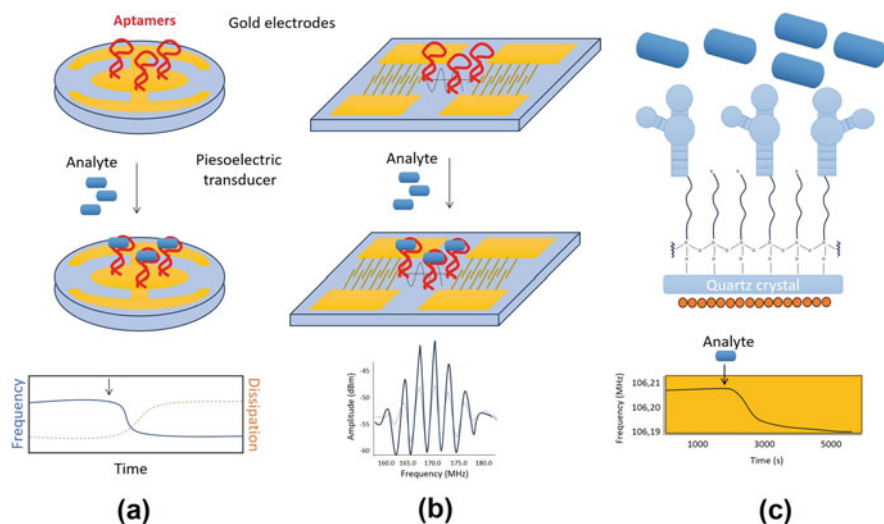 Aptamers
Gold electrodes
Analyte
Piesoelectric
transducer
Analyte
Frequency
Dissipation
Time
Amplitude (dBm)
-45
-50
-55
-60
160.0 165.0 170.0 175.0 180.0
Frequency (MHz)
Quartz crystal
Analyte
Frequency (MHz)
106,21
106,20
106,19
1000 3000 5000
Time (s)
(a) (b) (c)